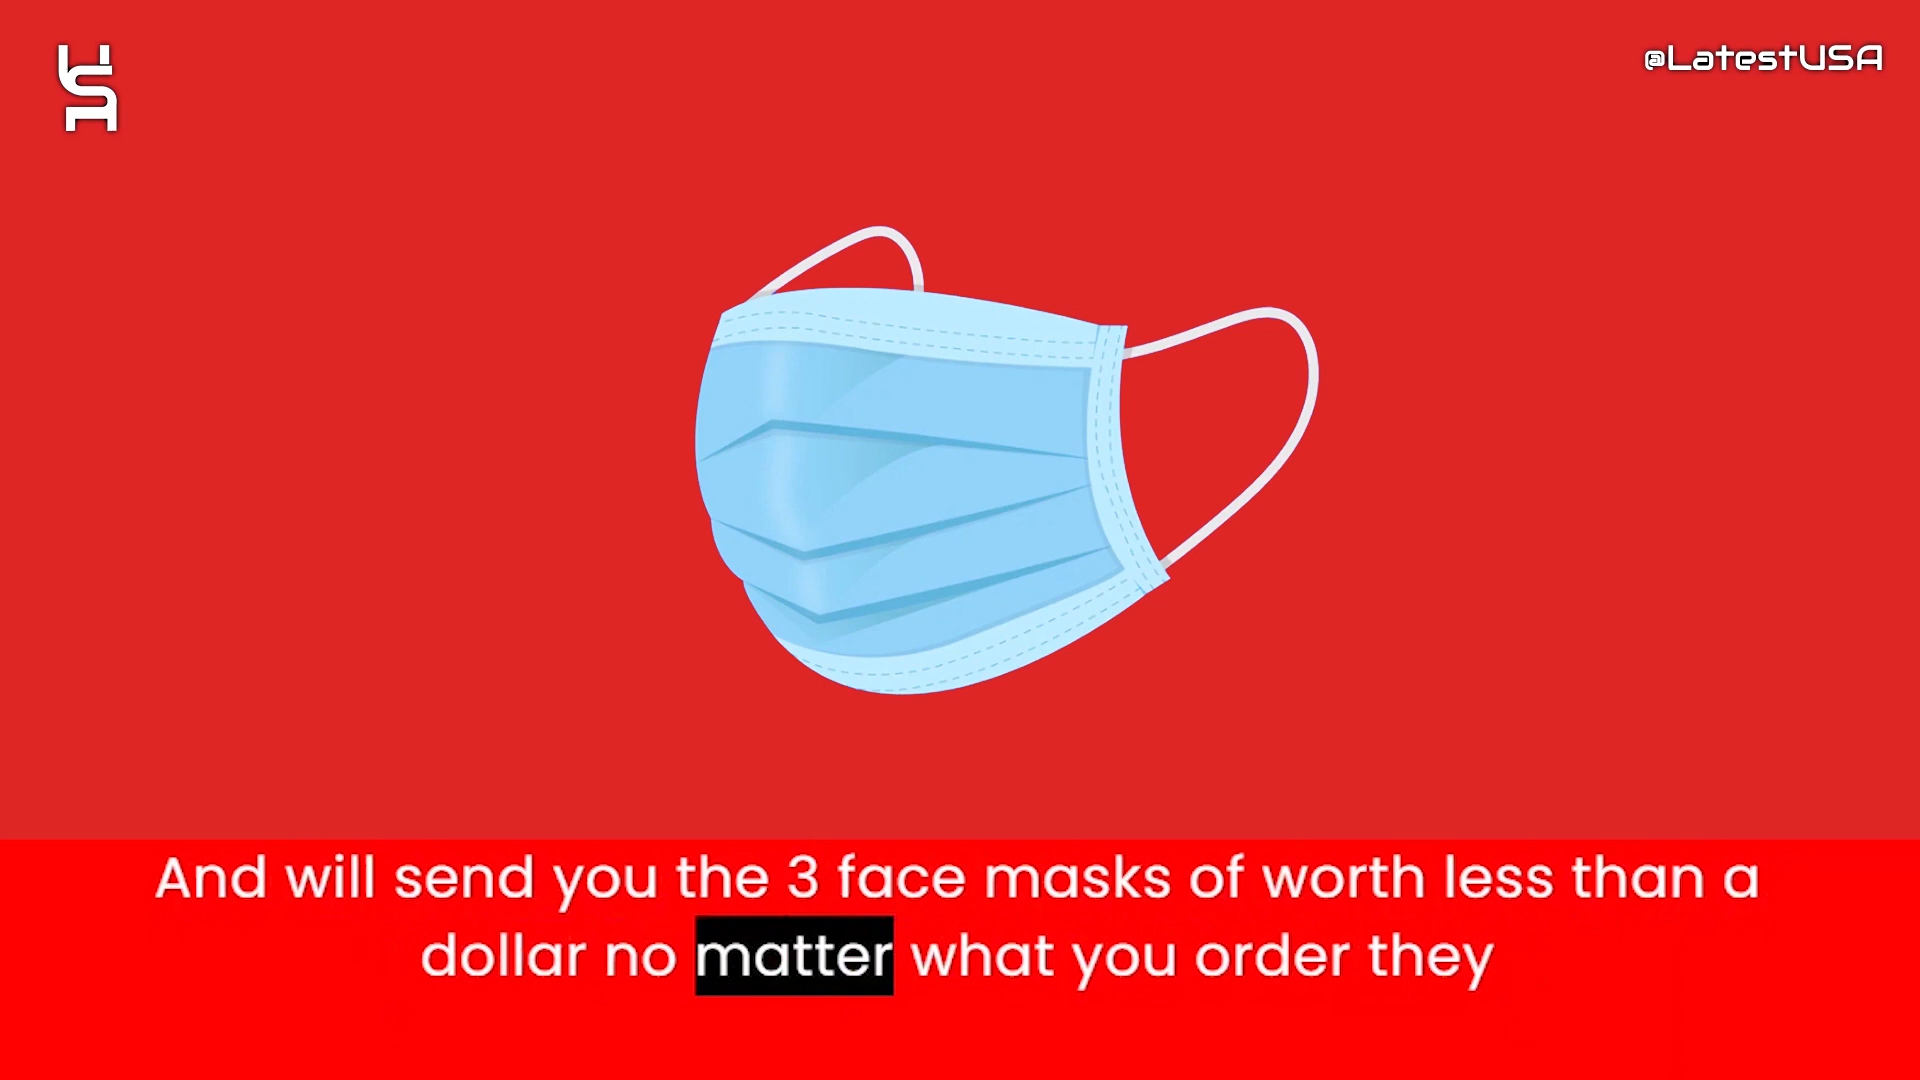 USA
@LatestUSA
And will send you the 3 face masks of worth less than a
dollar no matter what you order they